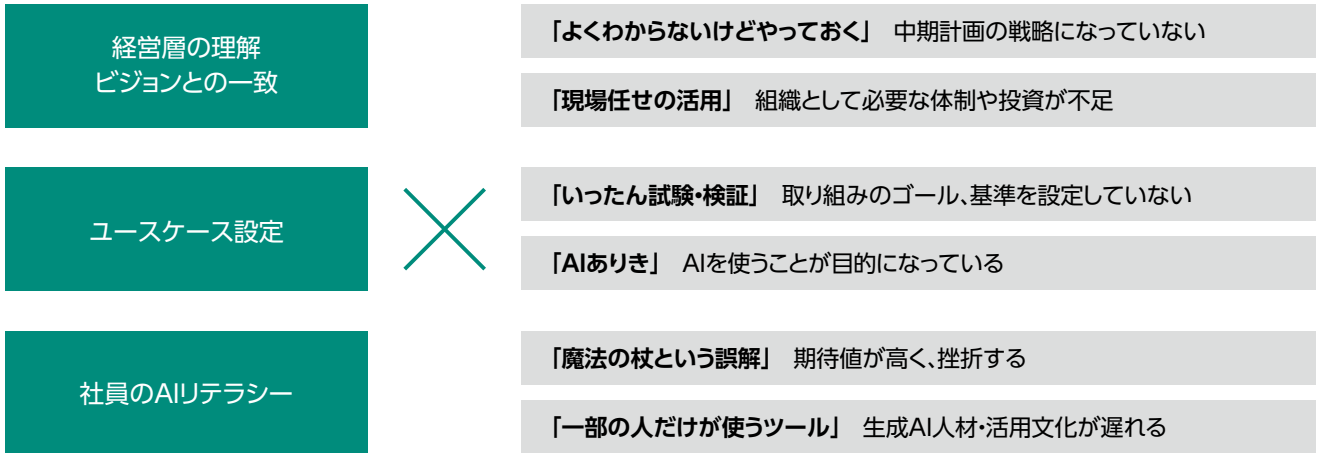 経営層の理解
ビジョンとの一致
「よくわからないけどやっておく」 中期計画の戦略になっていない
「現場任せの活用」 組織として必要な体制や投資が不足
ユースケース設定
「いったん試験・検証」 取り組みのゴール、基準を設定していない
「AIありき」 AIを使うことが目的になっている
社員のAIリテラシー
「魔法の杖という誤解」 期待値が高く、挫折する
「一部の人だけが使うツール」 生成AI人材・活用文化が遅れる